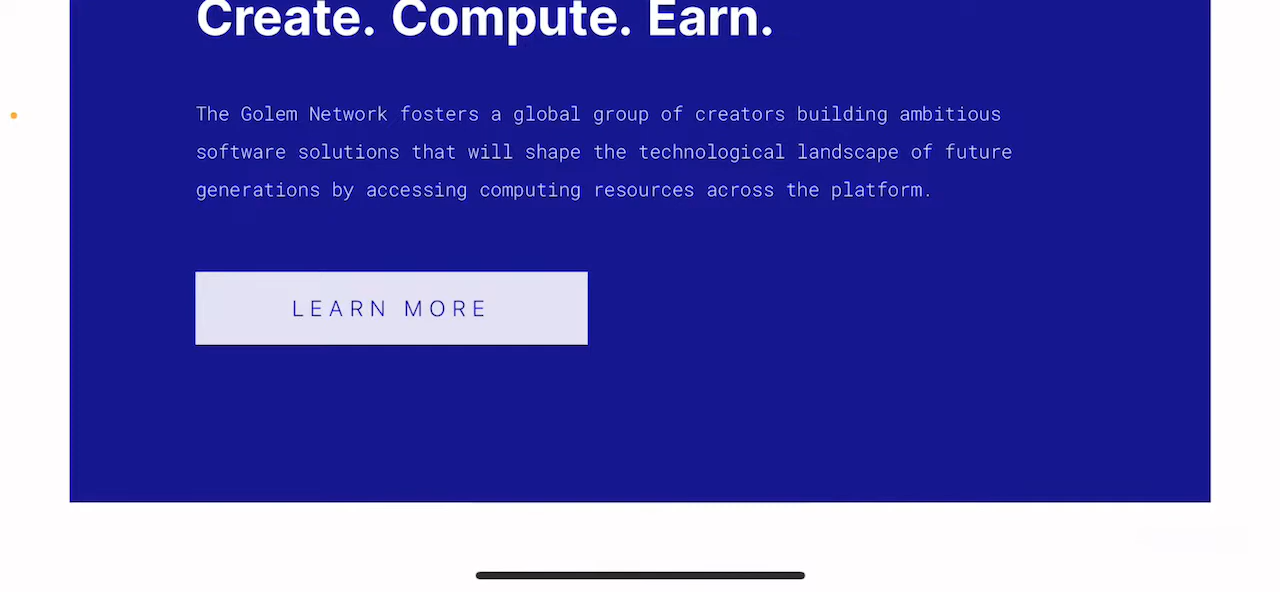 Create. Compute. Earn.
The Golem Network fosters a global group of creators building ambitious
software solutions that will shape the technological landscape of future
generations by accessing computing resources across the platform.
LEARN MORE